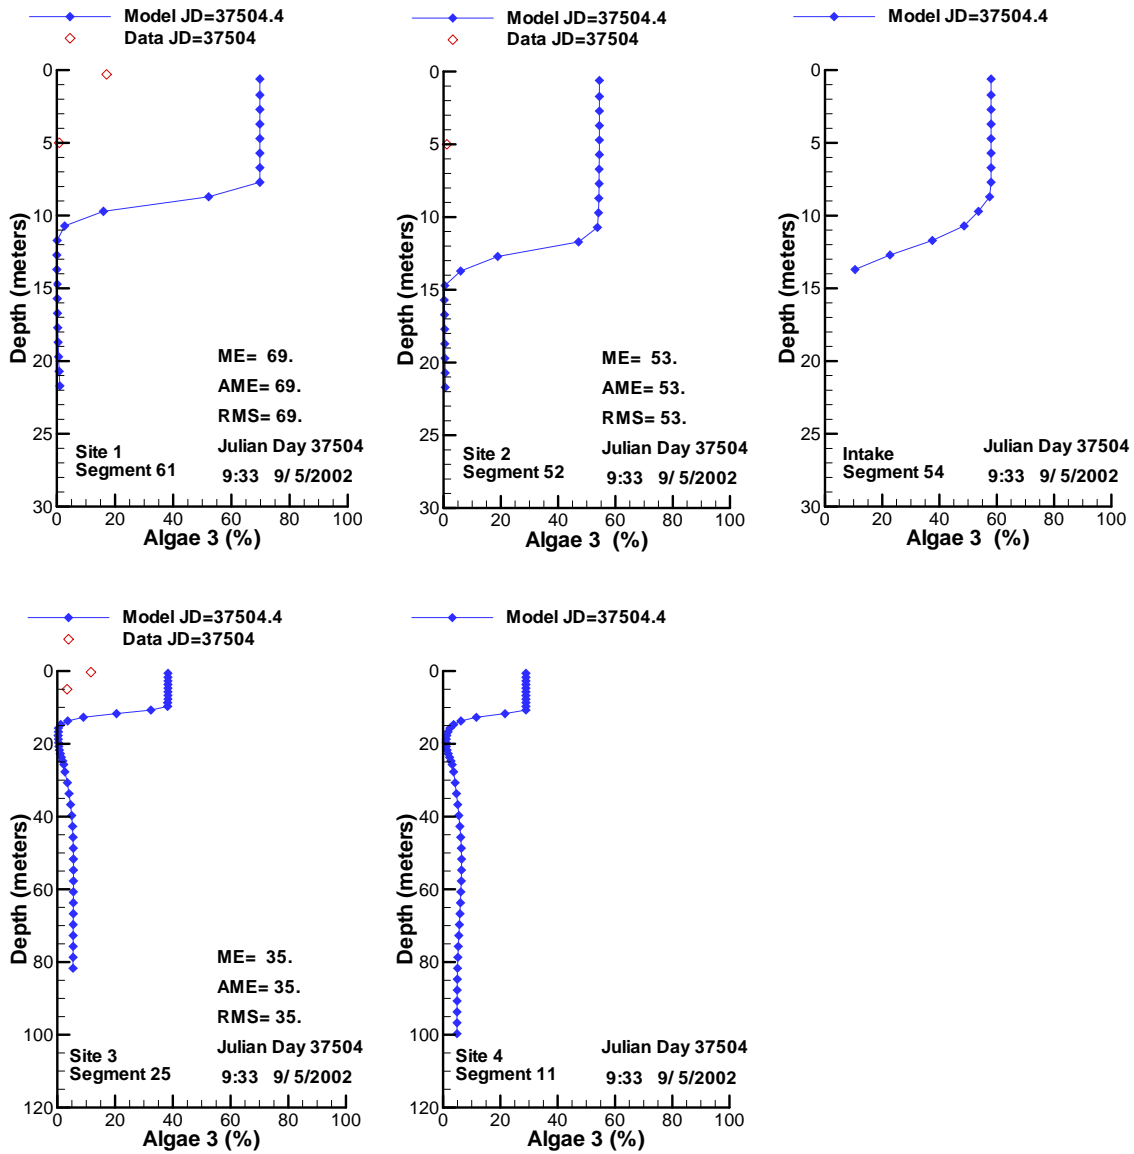 Model JD=37504.4
Data JD=37504
0
5
10
15
20
25
30
Depth (meters)
ME= 69.
AME= 69.
RMS= 69.
Site 1
Segment 61
Julian Day 37504
9:33 9/ 5/2002
0 20 40 60 80 100
Algae 3 (%)
Model JD=37504.4
Data JD=37504
0
5
10
15
20
25
30
Depth (meters)
ME= 53.
AME= 53.
RMS= 53.
Site 2
Segment 52
Julian Day 37504
9:33 9/ 5/2002
0 20 40 60 80 100
Algae 3 (%)
Model JD=37504.4
0
5
10
15
20
25
30
Depth (meters)
Intake
Segment 54
Julian Day 37504
9:33 9/ 5/2002
0 20 40 60 80 100
Algae 3 (%)
Model JD=37504.4
Data JD=37504
0
20
40
60
80
100
120
Depth (meters)
ME= 35.
AME= 35.
RMS= 35.
Site 3
Segment 25
Julian Day 37504
9:33 9/ 5/2002
0 20 40 60 80 100
Algae 3 (%)
Model JD=37504.4
0
20
40
60
80
100
120
Depth (meters)
Site 4
Segment 11
Julian Day 37504
9:33 9/ 5/2002
0 20 40 60 80 100
Algae 3 (%)